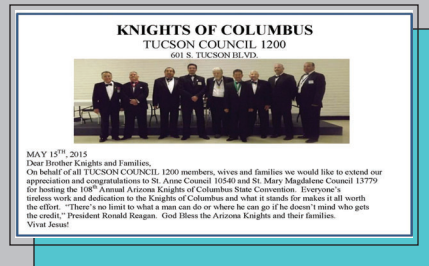 KNIGHTS OF COLUMBUS
TUCSON COUNCIL 1200
601 S. TUCSON BLVD.
MAY 15TH, 2015
Dear Brother Knights and Families,
On behalf of all TUCSON COUNCIL 1200 members, wives and families we would like to extend our
appreciation and congratulations to St. Anne Council 10540 and St. Mary Magdalene Council 13779
for hosting the 108th Annual Arizona Knights of Columbus State Convention. Everyone's
tireless work and dedication to the Knights of Columbus and what it stands for makes it all worth
the effort. "There's no limit to what a man can do or where he can go if he doesn't mind who gets
the credit," President Ronald Reagan. God Bless the Arizona Knights and their families.
Vivat Jesus!